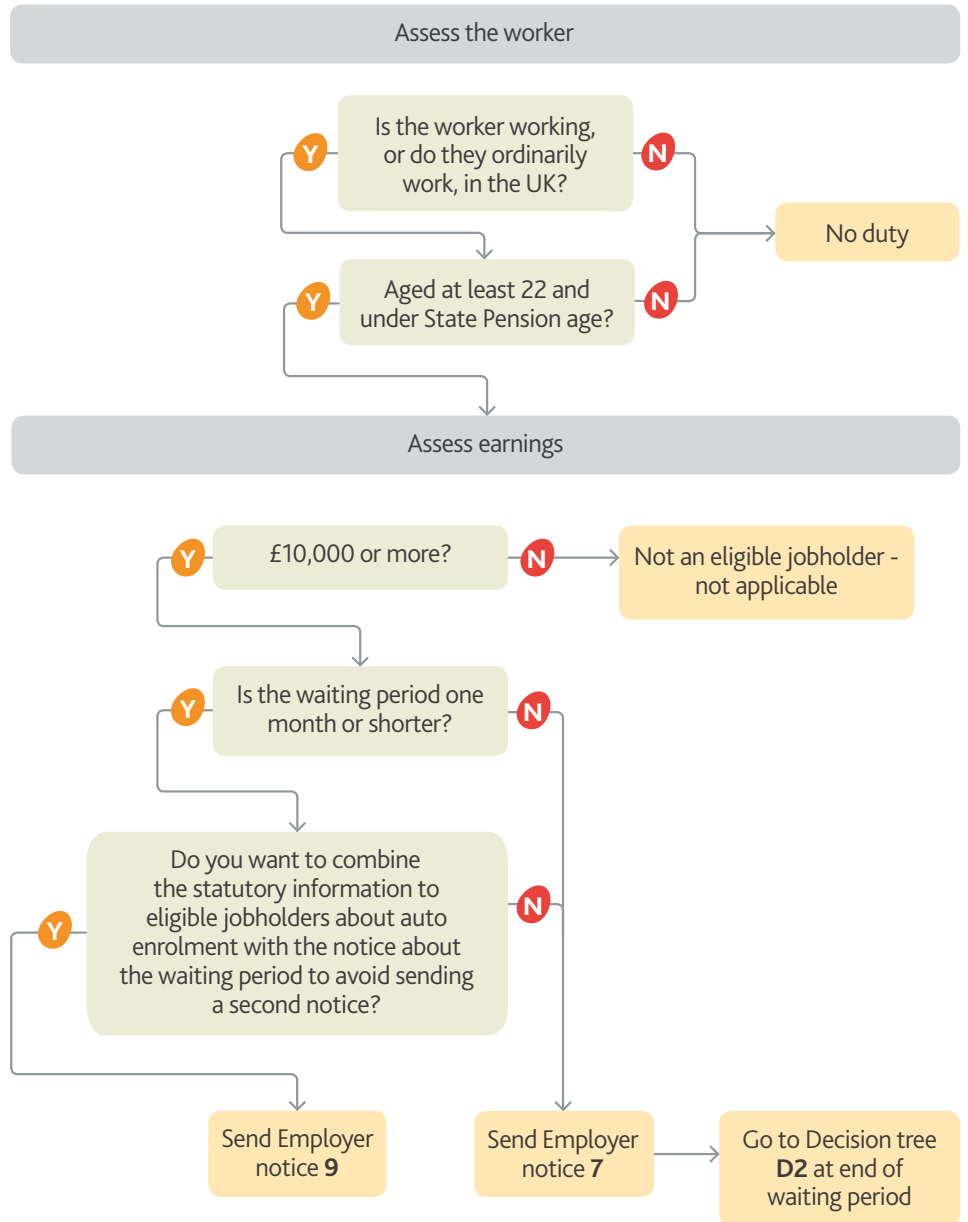 Assess the worker
Is the worker working,
or do they ordinarily
work, in the UK?
Y
N
No duty
Aged at least 22 and
under State Pension age?
Y
N
Assess earnings
£10,000 or more?
Y
N
Not an eligible jobholder -
not applicable
Is the waiting period one
month or shorter?
Y
N
Do you want to combine
the statutory information to
eligible jobholders about auto
enrolment with the notice about
the waiting period to avoid sending
a second notice?
Y
N
Send Employer
notice 9
Send Employer
notice 7
Go to Decision tree
D2 at end of
waiting period